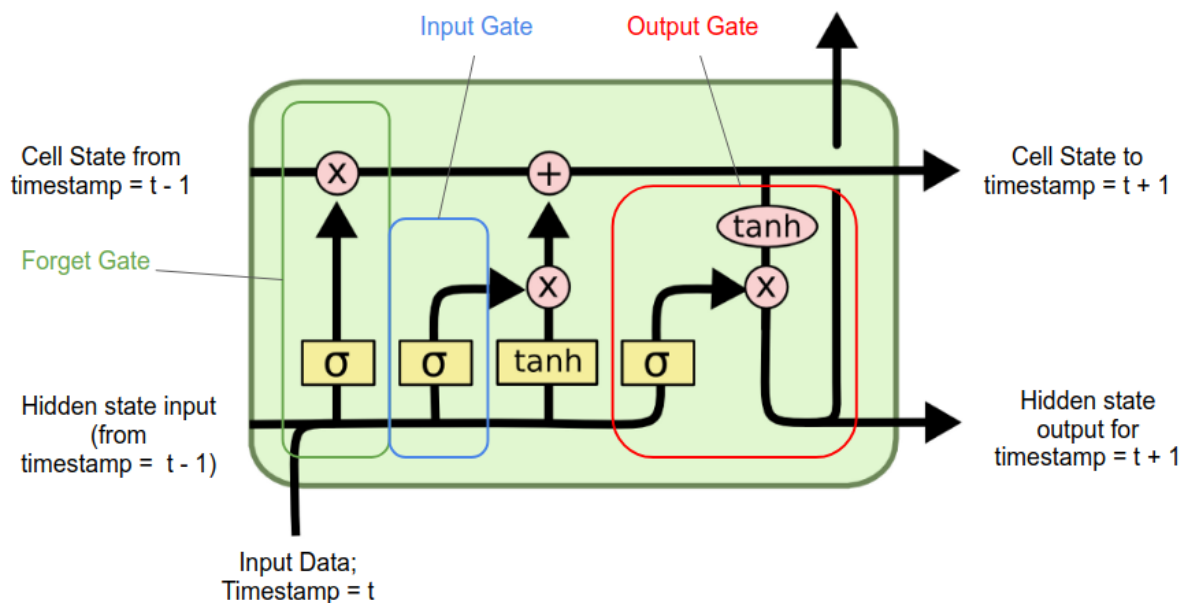 Input Gate
Output Gate
Cell State from
timestamp = t - 1
x
+
Cell State to
timestamp = t + 1
tanh
Forget Gate
x
x
σ
σ
tanh
σ
Hidden state input
(from
timestamp =  t - 1)
Hidden state
output for
timestamp = t + 1
Input Data;
Timestamp = t